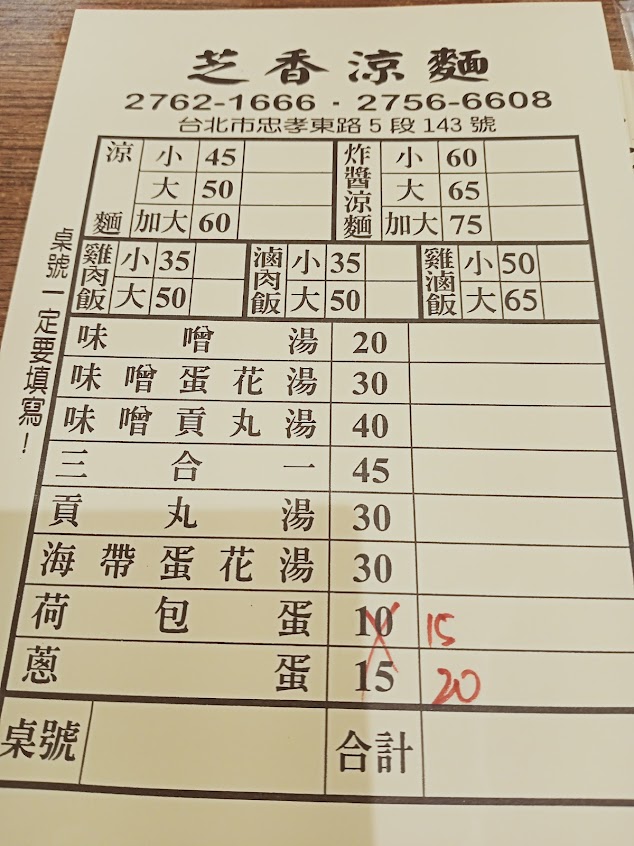 芝香涼麵
2762-1666 · 2756-6608
台北市忠孝東路5段143號
涼麵 小 45
大 50
加大 60
炸醬涼麵 小 60
大 65
加大 75
雞肉飯 小 35
大 50
滷肉飯 小 35
大 50
雞滷飯 小 50
大 65
味噌湯 20
味噌蛋花湯 30
味噌貢丸湯 40
三合一 45
貢丸湯 30
海帶蛋花湯 30
荷包蛋 10 15
蔥蛋 15 20
桌號 合計
桌號一定要填寫！